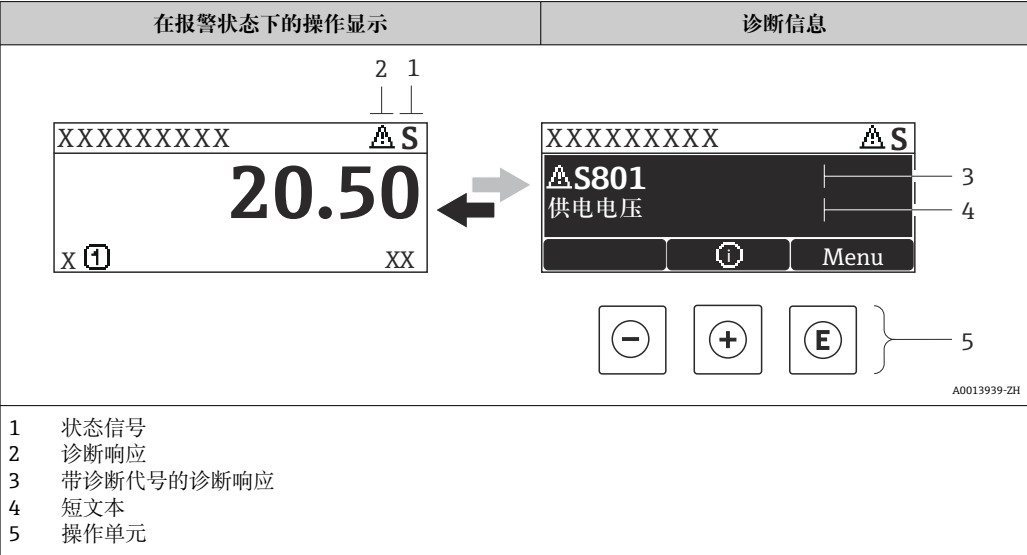 在报警状态下的操作显示 诊断信息
2 1
XXXXXXXXX S
20.50
X 1 XX
XXXXXXXXX S
S801
供电电压
i Menu
3
4
- + E
5
A0013939-ZH
1 状态信号
2 诊断响应
3 带诊断代号的诊断响应
4 短文本
5 操作单元